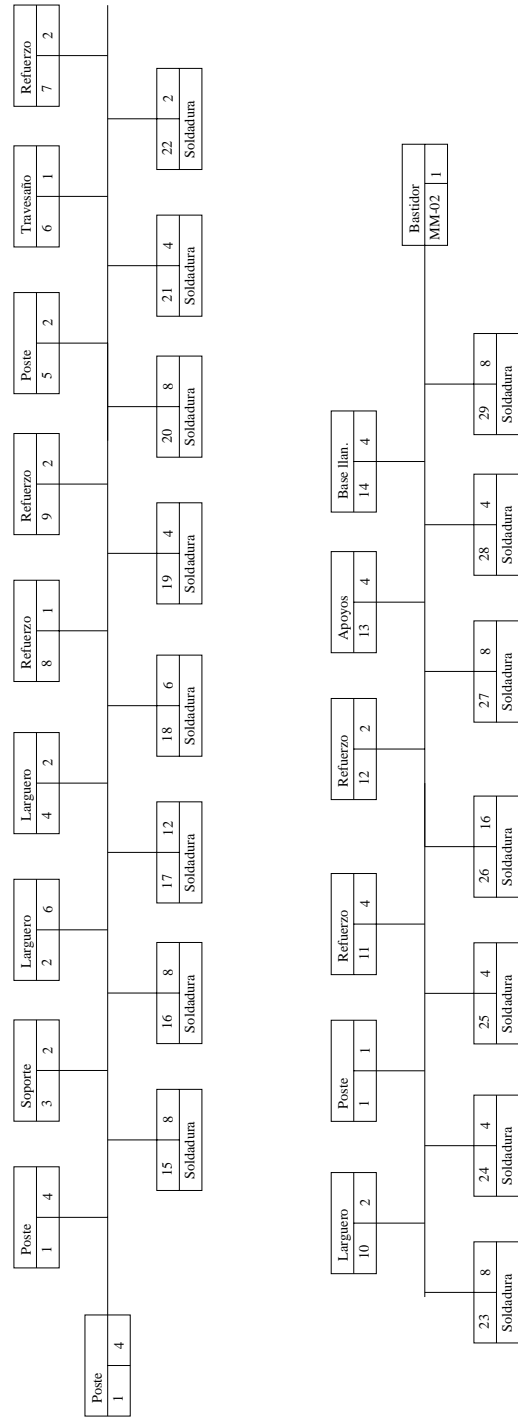 Poste
1 4
Poste
1 4
Soporte
3 2
Larguero
2 6
Larguero
4 2
Refuerzo
8 1
Refuerzo
9 2
Poste
5 2
Travesaño
6 1
Refuerzo
7 2
15 8
Soldadura
16 8
Soldadura
17 12
Soldadura
18 6
Soldadura
19 4
Soldadura
20 8
Soldadura
21 4
Soldadura
22 2
Soldadura
Larguero
10 2
Poste
1 1
Refuerzo
11 4
Refuerzo
12 2
Apoyos
13 4
Base llan.
14 4
Bastidor
MM-02 1
23 8
Soldadura
24 4
Soldadura
25 4
Soldadura
26 16
Soldadura
27 8
Soldadura
28 4
Soldadura
29 8
Soldadura